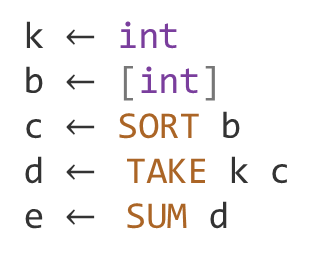 k ← int
b ← [int]
c ← SORT b
d ← TAKE k c
e ← SUM d